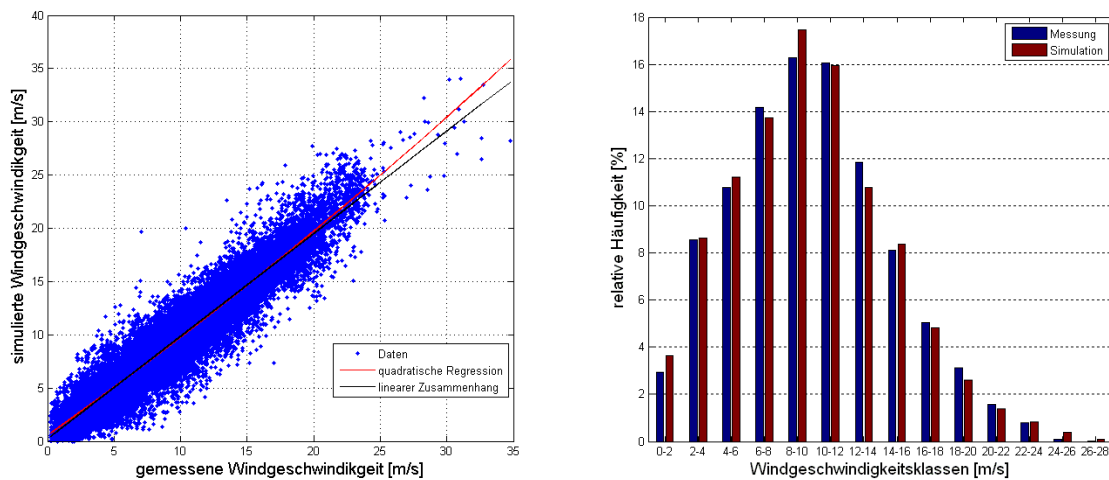 40
35
30
25
20
15
10
5
0
simulierte Windgeschwindikgeit [m/s]
Daten
quadratische Regression
linearer Zusammenhang
0 5 10 15 20 25 30 35
gemessene Windgeschwindikgeit [m/s]
18
16
14
12
10
8
6
4
2
0
relative Häufigkeit [%]
Messung
Simulation
0-2 2-4 4-6 6-8 8-10 10-12 12-14 14-16 16-18 18-20 20-22 22-24 24-26 26-28
Windgeschwindigkeitsklassen [m/s]